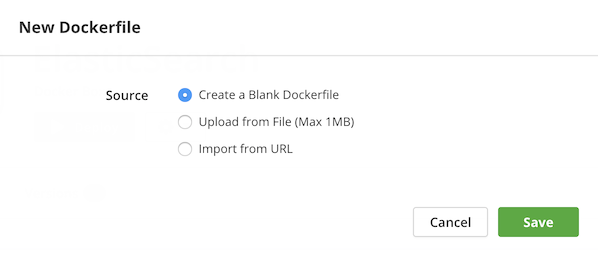 New Dockerfile
Source
Create a Blank Dockerfile
Upload from File (Max 1MB)
Import from URL
Cancel
Save